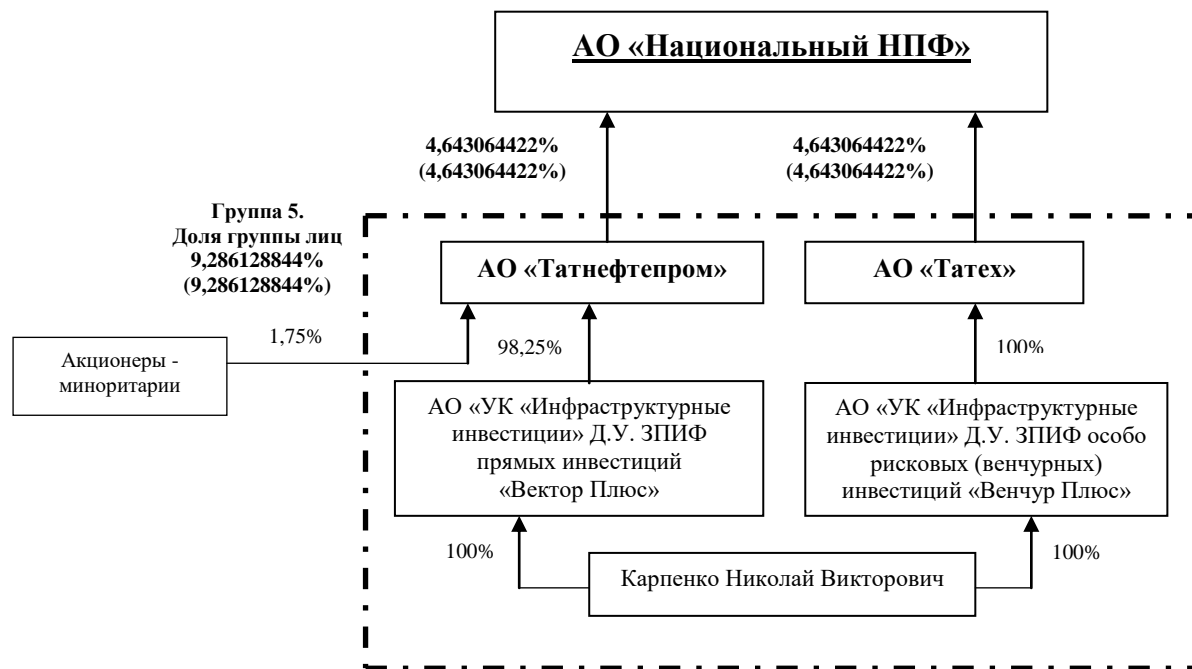 АО «Национальный НПФ»
4,643064422%
(4,643064422%)
4,643064422%
(4,643064422%)
Группа 5.
Доля группы лиц
9,286128844%
(9,286128844%)
АО «Татнефтепром»
АО «Татех»
1,75%
98,25%
100%
Акционеры -
миноритарии
АО «УК «Инфраструктурные
инвестиции» Д.У. ЗПИФ
прямых инвестиций
«Вектор Плюс»
АО «УК «Инфраструктурные
инвестиции» Д.У. ЗПИФ особо
рисковых (венчурных)
инвестиций «Венчур Плюс»
100%
100%
Карпенко Николай Викторович